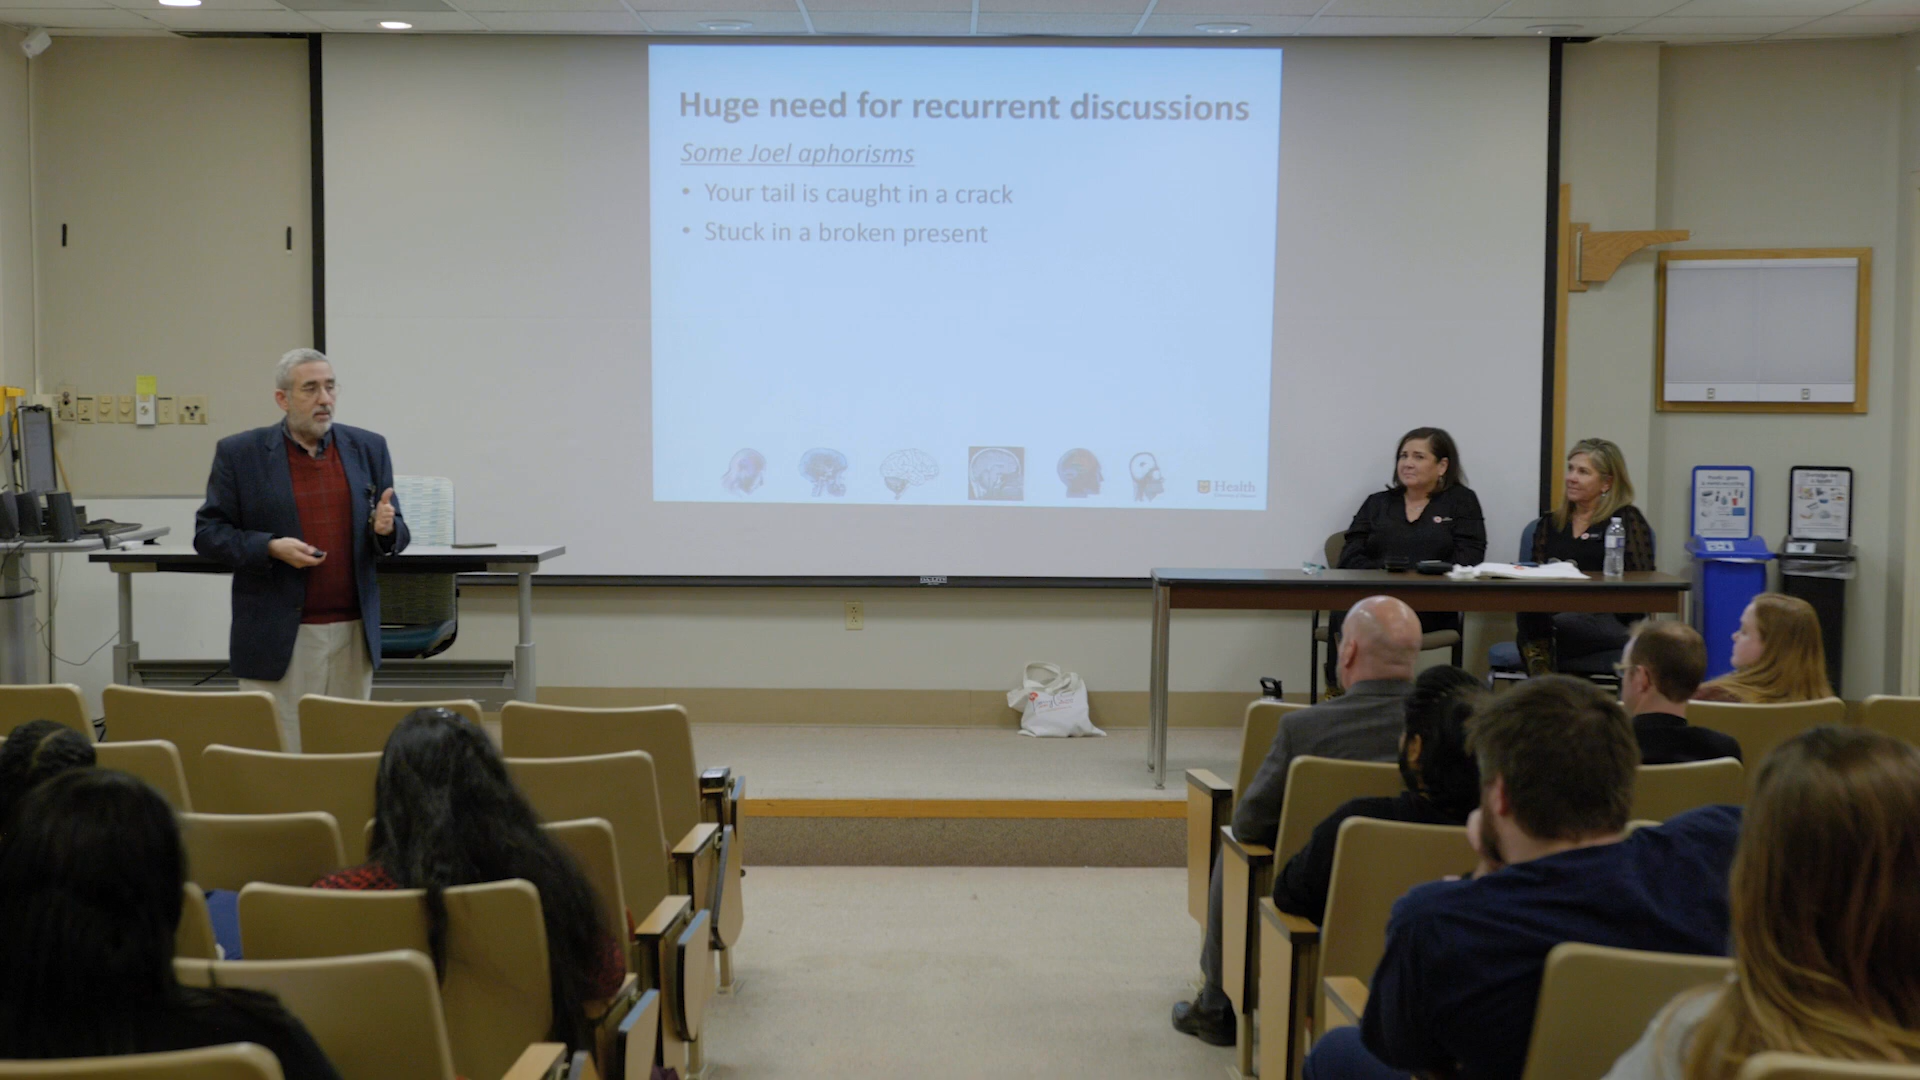 Huge need for recurrent discussions
Some Joel aphorisms
• Your tail is caught in a crack
• Stuck in a broken present
Health